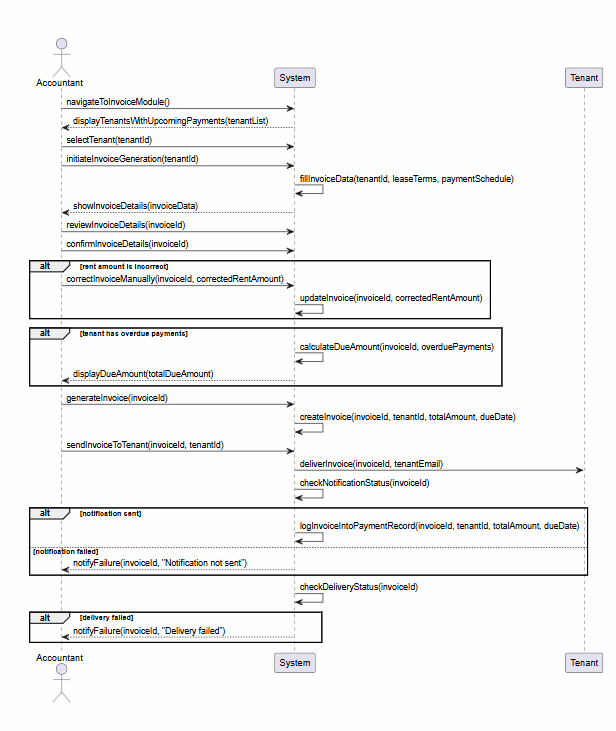 Accountant
System
Tenant
navigateToInvoiceModule()
displayTenantsWithUpcomingPayments(tenantList)
selectTenant(tenantId)
initiateInvoiceGeneration(tenantId)
fillInvoiceData(tenantId, leaseTerms, paymentSchedule)
showInvoiceDetails(invoiceData)
reviewInvoiceDetails(invoiceId)
confirmInvoiceDetails(invoiceId)
alt [rent amount is incorrect]
correctInvoiceManually(invoiceId, correctedRentAmount)
updateInvoice(invoiceId, correctedRentAmount)
alt [tenant has overdue payments]
calculateDueAmount(invoiceId, overduePayments)
displayDueAmount(totalDueAmount)
generateInvoice(invoiceId)
createInvoice(invoiceId, tenantId, totalAmount, dueDate)
sendInvoiceToTenant(invoiceId, tenantId)
deliverInvoice(invoiceId, tenantEmail)
checkNotificationStatus(invoiceId)
alt [notification sent]
logInvoiceIntoPaymentRecord(invoiceId, tenantId, totalAmount, dueDate)
[notification failed]
notifyFailure(invoiceId, "Notification not sent")
checkDeliveryStatus(invoiceId)
alt [delivery failed]
notifyFailure(invoiceId, "Delivery failed")
Accountant
System
Tenant